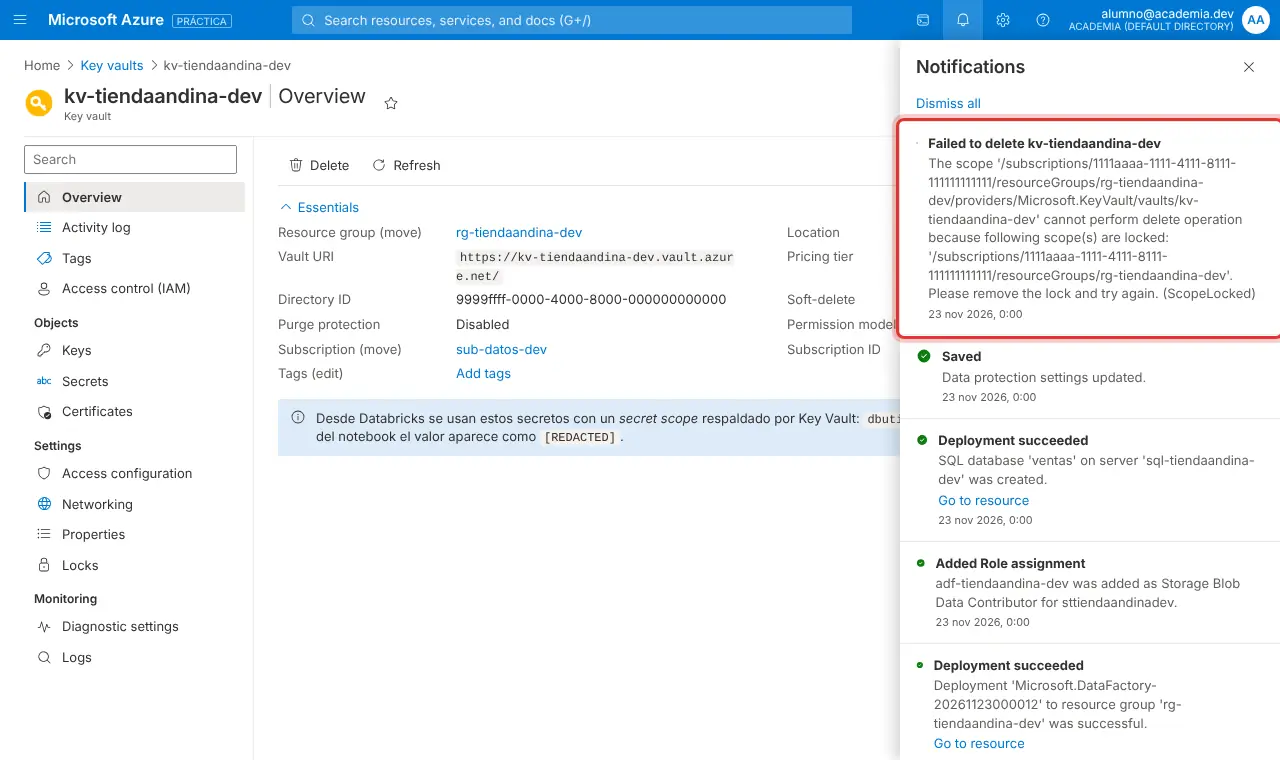 Microsoft Azure PRÁCTICA
Search resources, services, and docs (G+/)
alumno@academia.dev
ACADEMIA (DEFAULT DIRECTORY)
AA
Home > Key vaults > kv-tiendaandina-dev
kv-tiendaandina-dev | Overview
Key vault
Search
Overview
Activity log
Tags
Access control (IAM)
Objects
Keys
abc Secrets
Certificates
Settings
Access configuration
Networking
Properties
Locks
Monitoring
Diagnostic settings
Logs
Delete
Refresh
Essentials
Resource group (move)
rg-tiendaandina-dev
Vault URI
https://kv-tiendaandina-dev.vault.azur
e.net/
Directory ID
9999ffff-0000-4000-8000-000000000000
Purge protection
Disabled
Subscription (move)
sub-datos-dev
Tags (edit)
Add tags
Location
Pricing tier
Soft-delete
Permission model
Subscription ID
Desde Databricks se usan estos secretos con un secret scope respaldado por Key Vault: dbuti
del notebook el valor aparece como [REDACTED].
Notifications
Dismiss all
Failed to delete kv-tiendaandina-dev
The scope '/subscriptions/1111aaaa-1111-4111-8111-
111111111111/resourceGroups/rg-tiendaandina-
dev/providers/Microsoft.KeyVault/vaults/kv-
tiendaandina-dev' cannot perform delete operation
because following scope(s) are locked:
'/subscriptions/1111aaaa-1111-4111-8111-
111111111111/resourceGroups/rg-tiendaandina-dev'.
Please remove the lock and try again. (ScopeLocked)
23 nov 2026, 0:00
Saved
Data protection settings updated.
23 nov 2026, 0:00
Deployment succeeded
SQL database 'ventas' on server 'sql-tiendaandina-
dev' was created.
Go to resource
23 nov 2026, 0:00
Added Role assignment
adf-tiendaandina-dev was added as Storage Blob
Data Contributor for sttiendaandinadev.
23 nov 2026, 0:00
Deployment succeeded
Deployment 'Microsoft.DataFactory-
20261123000012' to resource group 'rg-
tiendaandina-dev' was successful.
Go to resource